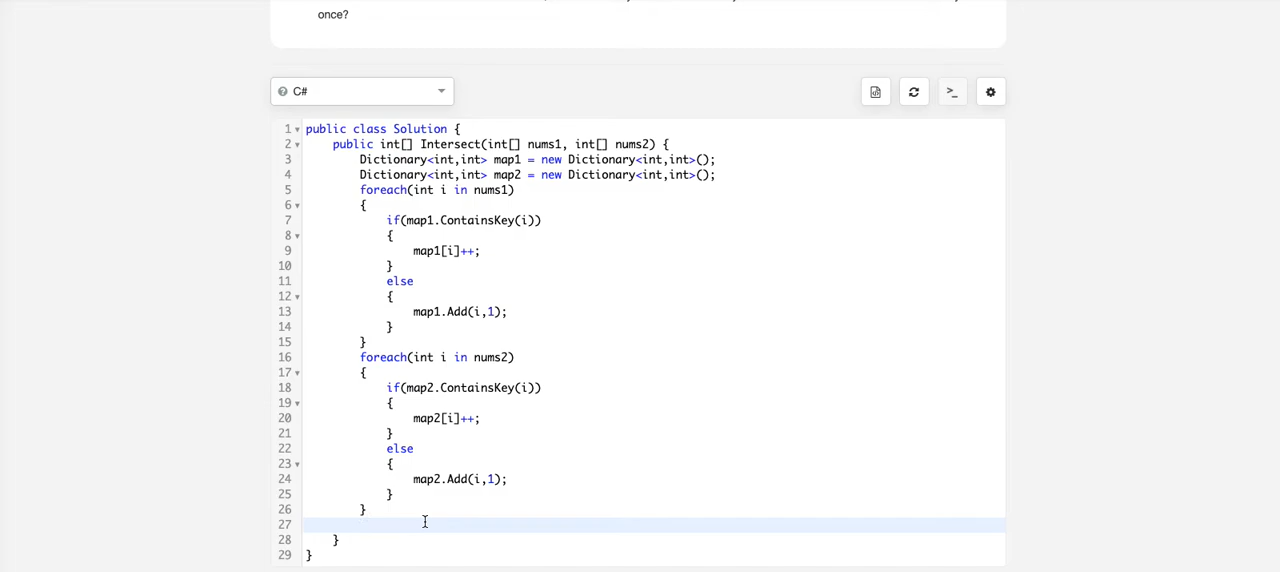 once?
C#
>_
1 public class Solution {
2 public int[] Intersect(int[] nums1, int[] nums2) {
3 Dictionary<int,int> map1 = new Dictionary<int,int>();
4 Dictionary<int,int> map2 = new Dictionary<int,int>();
5 foreach(int i in nums1)
6 {
7 if(map1.ContainsKey(i))
8 {
9 map1[i]++;
10 }
11 else
12 {
13 map1.Add(i,1);
14 }
15 }
16 foreach(int i in nums2)
17 {
18 if(map2.ContainsKey(i))
19 {
20 map2[i]++;
21 }
22 else
23 {
24 map2.Add(i,1);
25 }
26 }
27
28 }
29 }